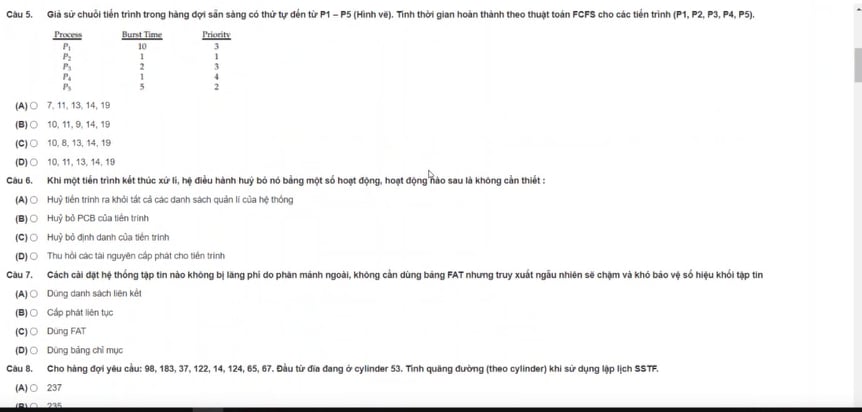 Câu 5. Giả sử chuỗi tiến trình trong hàng đợi sẵn sàng có thứ tự đến từ P1 – P5 (Hình vẽ). Tính thời gian hoàn thành theo thuật toán FCFS cho các tiến trình (P1, P2, P3, P4, P5).
Process Burst Time Priority
P₁ 10 3
P₂ 1 1
P₃ 2 3
P₄ 1 4
P₅ 5 2
(A) 7, 11, 13, 14, 19
(B) 10, 11, 9, 14, 19
(C) 10, 8, 13, 14, 19
(D) 10, 11, 13, 14, 19
Câu 6. Khi một tiến trình kết thúc xử lí, hệ điều hành huỷ bỏ nó bằng một số hoạt động, hoạt động nào sau là không cần thiết :
(A) Huỷ tiến trình ra khỏi tất cả các danh sách quản lí của hệ thống
(B) Huỷ bỏ PCB của tiến trình
(C) Huỷ bỏ định danh của tiến trình
(D) Thu hồi các tài nguyên cấp phát cho tiến trình
Câu 7. Cách cài đặt hệ thống tập tin nào không bị lãng phí do phân mảnh ngoài, không cần dùng bảng FAT nhưng truy xuất ngẫu nhiên sẽ chậm và khó bảo vệ số hiệu khối tập tin
(A) Dùng danh sách liên kết
(B) Cấp phát liên tục
(C) Dùng FAT
(D) Dùng bảng chỉ mục
Câu 8. Cho hàng đợi yêu cầu: 98, 183, 37, 122, 14, 124, 65, 67. Đầu từ đĩa đang ở cylinder 53. Tính quãng đường (theo cylinder) khi sử dụng lập lịch SSTF.
(A) 237
(B) 235